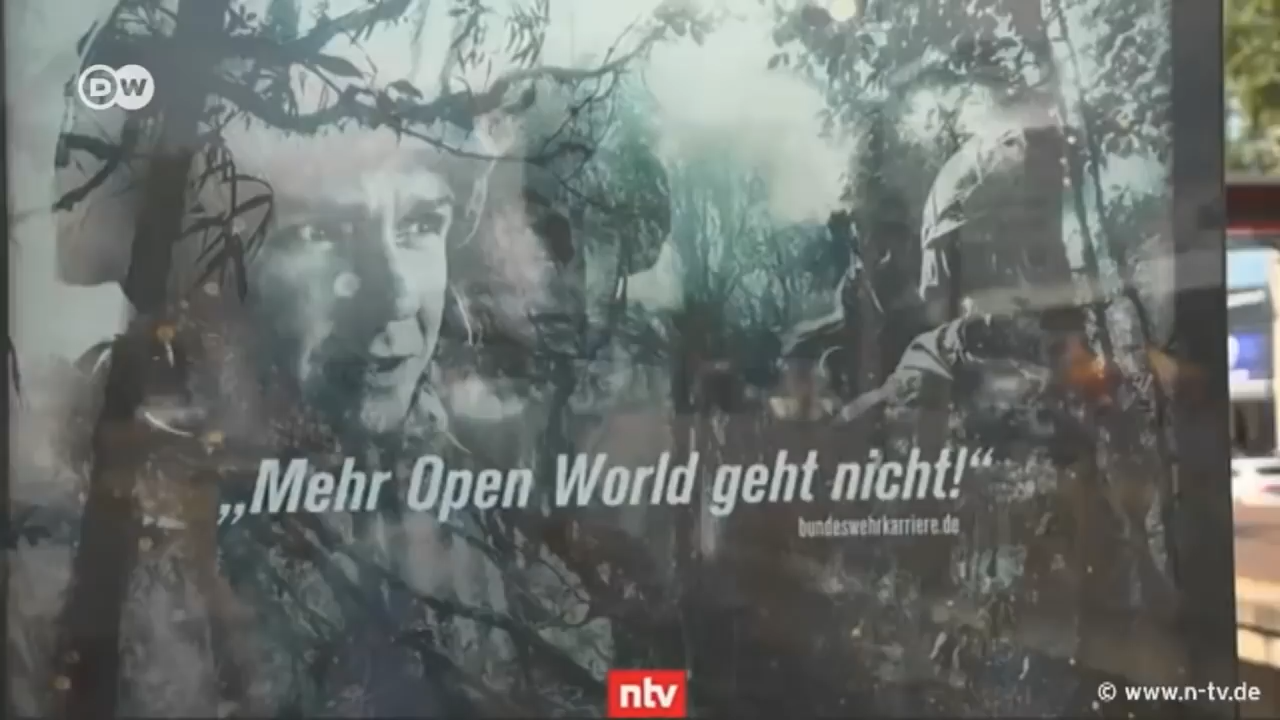 DW
„Mehr Open World geht nicht!“
bundeswehrkarriere.de
ntv
© www.n-tv.de